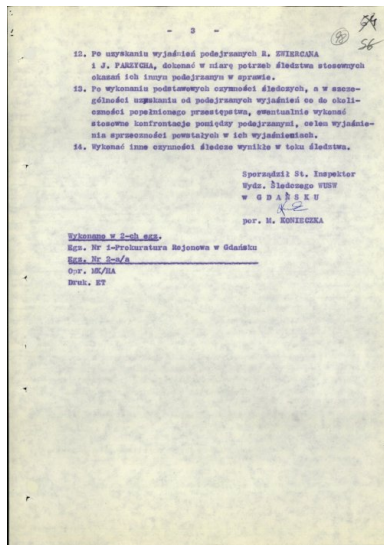 - 3 -
90
56
12. Po uzyskaniu wyjaśnień podejrzanych R. KWIERCANA
i J. PARZYCHA, dokonać w miarę potrzeb śledztwa stosownych
okazań ich innym podejrzanym w sprawie.
13. Po wykonaniu podstawowych czynności śledczych, a w szcze-
gólności uzyskaniu od podejrzanych wyjaśnień co do okoli-
czności popełnionego przestępstwa, ewentualnie wykonać
stosowne konfrontacje pomiędzy podejrzanymi, celem wyjaśnie-
nia sprzeczności powstałych w ich wyjaśnieniach.
14. Wykonać inne czynności śledcze wynikłe w toku śledztwa.
Sporządził St. Inspektor
Wydz. Śledczego WUSW
w GDAŃSKU
por. M. KONIECZKA
Wykonano w 2-ch egz.
Egz. Nr 1-Prokuratura Rejonowa w Gdańsku
Egz. Nr 2-a/a
Opr. MK/HA
Druk. ET